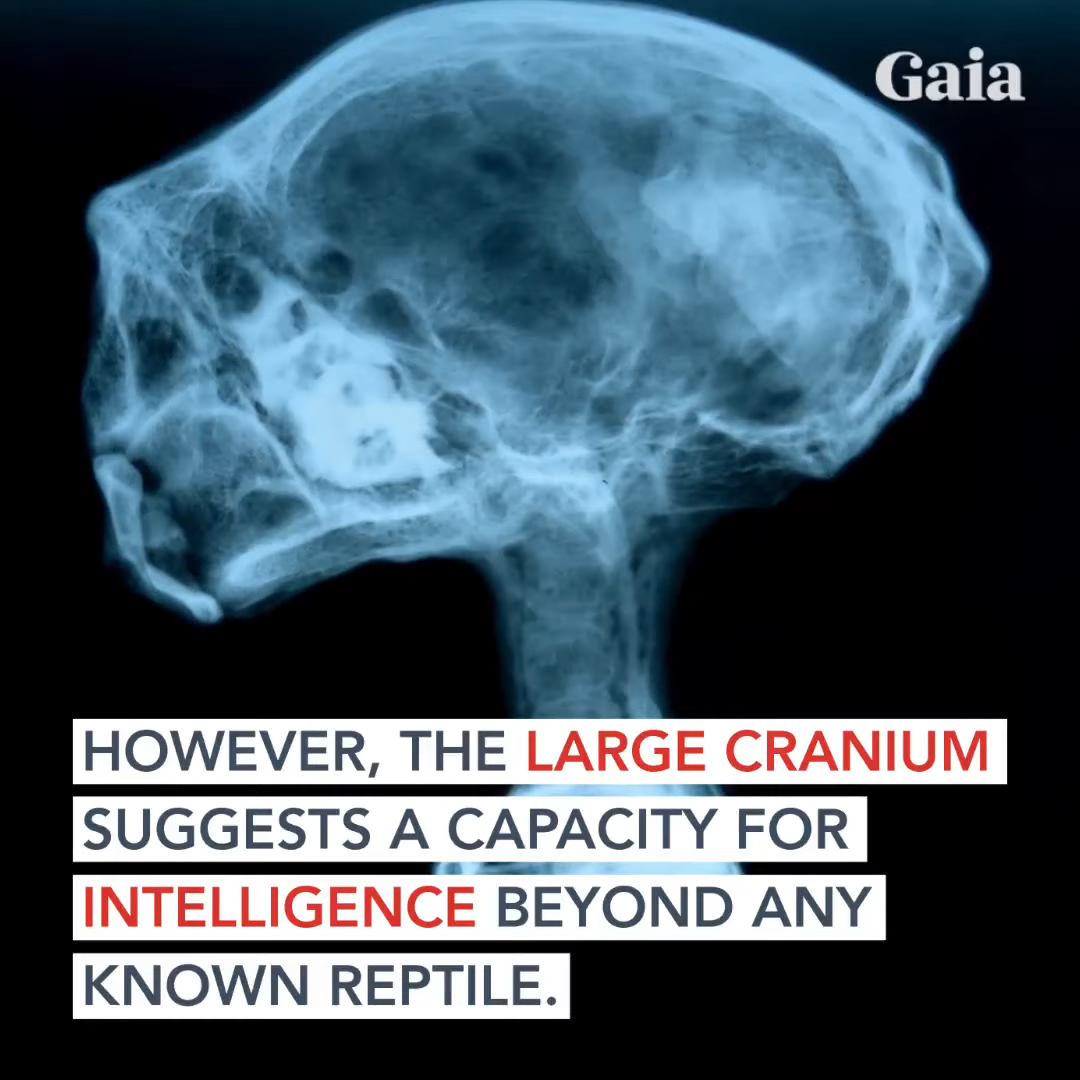 Gaia
HOWEVER, THE LARGE CRANIUM
SUGGESTS A CAPACITY FOR
INTELLIGENCE BEYOND ANY
KNOWN REPTILE.